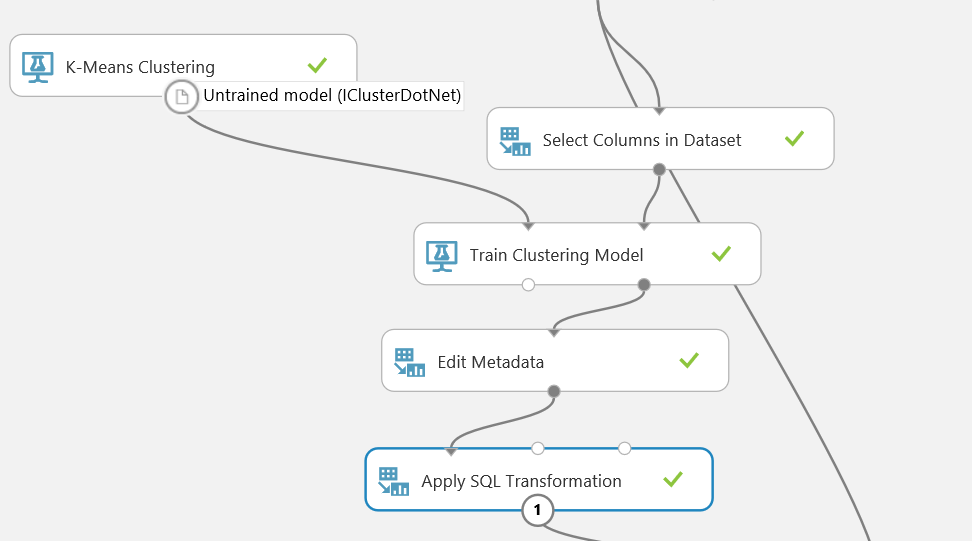 K-Means Clustering
Untrained model (IClusterDotNet)
Select Columns in Dataset
Train Clustering Model
Edit Metadata
Apply SQL Transformation
1